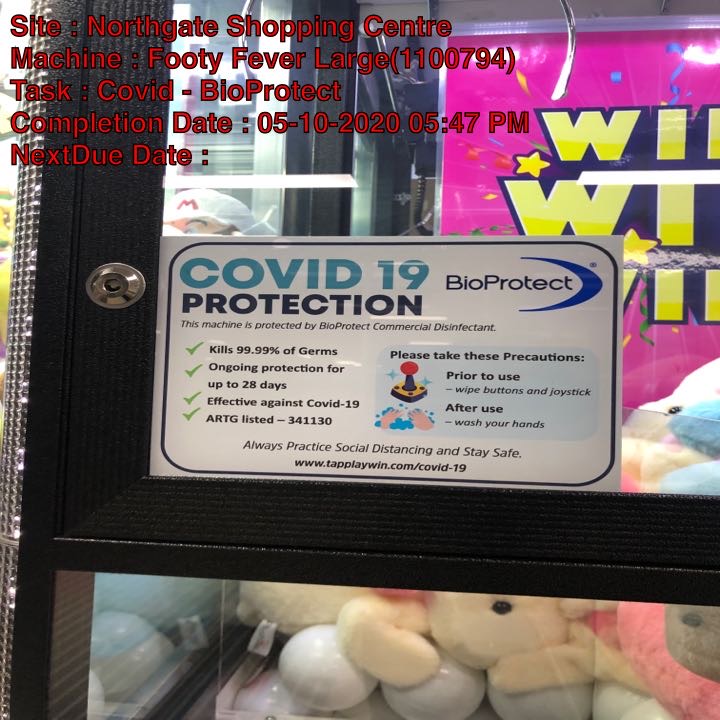 Site : Northgate Shopping Centre
Machine : Footy Fever Large(1100794)
Task : Covid - BioProtect
Completion Date : 05-10-2020 05:47 PM
NextDue Date :
WI
WI
COVID 19
PROTECTION
BioProtect®
This machine is protected by BioProtect Commercial Disinfectant.
Kills 99.99% of Germs
Ongoing protection for
up to 28 days
Effective against Covid-19
ARTG listed – 341130
Please take these Precautions:
Prior to use
– wipe buttons and joystick
After use
– wash your hands
Always Practice Social Distancing and Stay Safe.
www.tapplaywin.com/covid-19